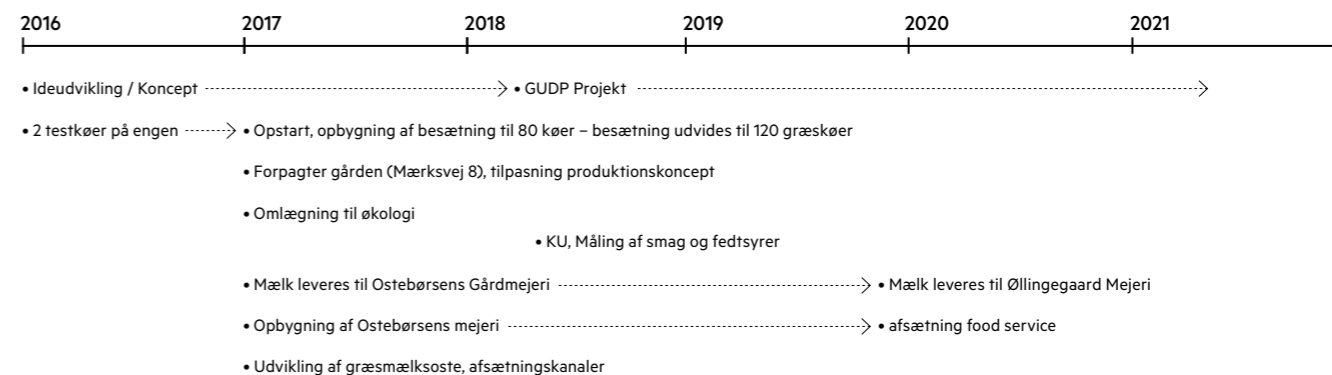 2016 2017 2018 2019 2020 2021
• Ideudvikling / Koncept • GUDP Projekt
• 2 testkøer på engen • Opstart, opbygning af besætning til 80 køer – besætning udvides til 120 græskøer
• Forpagter gården (Mærksvej 8), tilpasning produktionskoncept
• Omlægning til økologi
• KU, Måling af smag og fedtsyrer
• Mælk leveres til Ostebørsens Gårdmejeri • Mælk leveres til Øllingegaard Mejeri
• Opbygning af Ostebørsens mejeri • afsætning food service
• Udvikling af græsmælksoste, afsætningskanaler